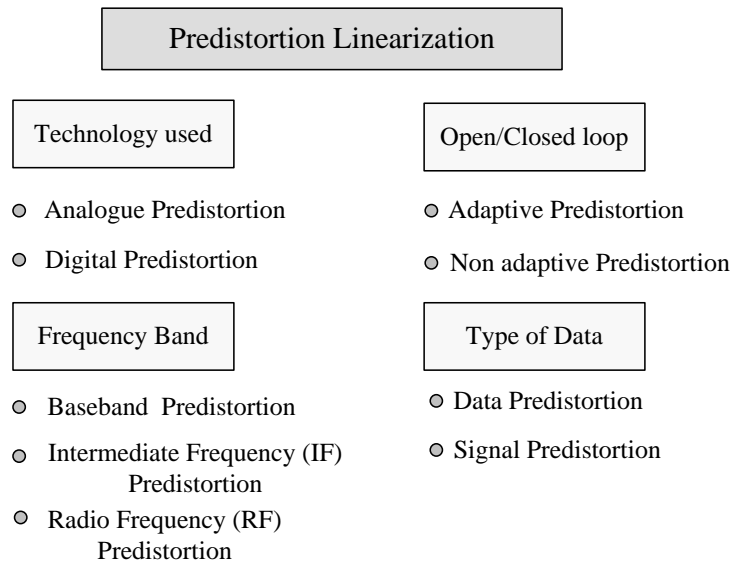 Predistortion Linearization
Technology used
Analogue Predistortion
Digital Predistortion
Open/Closed loop
Adaptive Predistortion
Non adaptive Predistortion
Frequency Band
Baseband Predistortion
Intermediate Frequency (IF)
Predistortion
Radio Frequency (RF)
Predistortion
Type of Data
Data Predistortion
Signal Predistortion